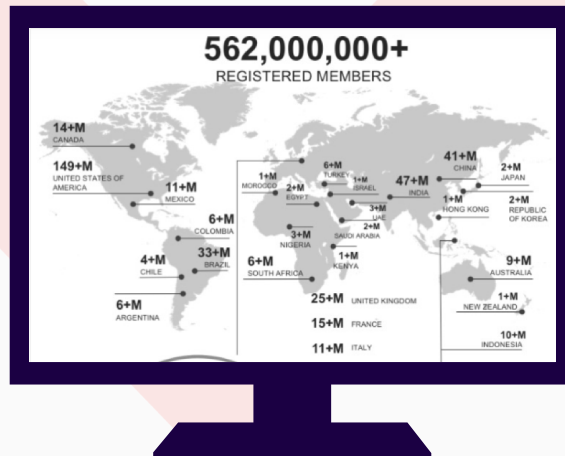 562,000,000+
REGISTERED MEMBERS
14+M
CANADA
149+M
UNITED STATES OF
AMERICA
11+M
MEXICO
6+M
COLOMBIA
33+M
BRAZIL
4+M
CHILE
6+M
ARGENTINA
1+M
MOROCCO
2+M
EGYPT
6+M
TURKEY
1+M
ISRAEL
3+M
UAE
2+M
SAUDI ARABIA
47+M
INDIA
3+M
NIGERIA
1+M
KENYA
6+M
SOUTH AFRICA
41+M
CHINA
2+M
JAPAN
1+M
HONG KONG
2+M
REPUBLIC
OF KOREA
9+M
AUSTRALIA
1+M
NEW ZEALAND
10+M
INDONESIA
25+M UNITED KINGDOM
15+M FRANCE
11+M ITALY